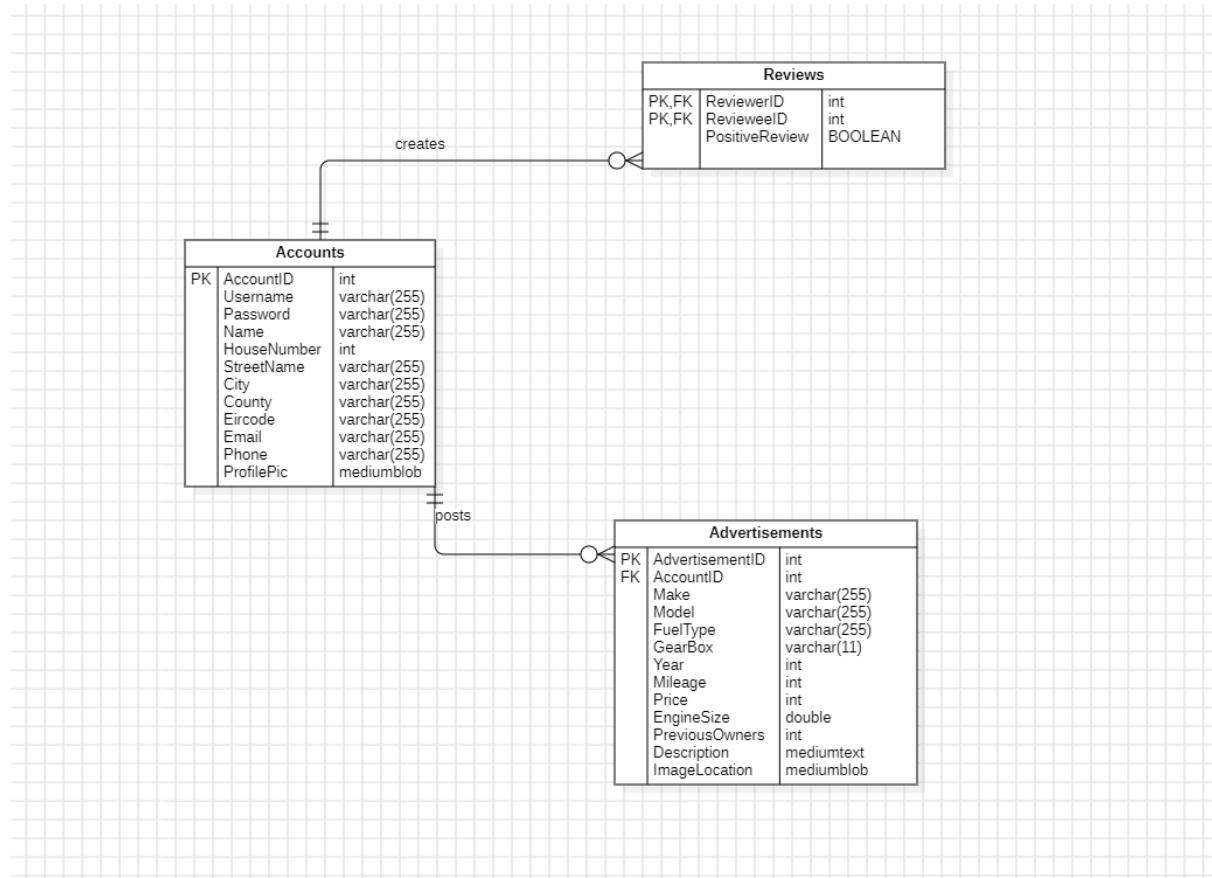 Reviews
PK,FK ReviewerID int
PK,FK RevieweeID int
PositiveReview BOOLEAN
creates
Accounts
PK AccountID int
Username varchar(255)
Password varchar(255)
Name varchar(255)
HouseNumber int
StreetName varchar(255)
City varchar(255)
County varchar(255)
Eircode varchar(255)
Email varchar(255)
Phone varchar(255)
ProfilePic mediumblob
posts
Advertisements
PK AdvertisementID int
FK AccountID int
Make varchar(255)
Model varchar(255)
FuelType varchar(255)
GearBox varchar(11)
Year int
Mileage int
Price int
EngineSize double
PreviousOwners int
Description mediumtext
ImageLocation mediumblob